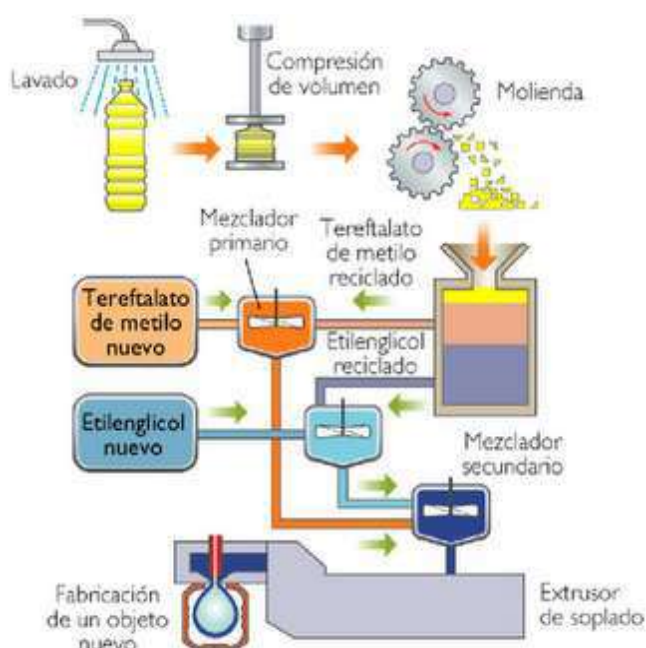 Lavado
Compresión
de volumen
Molienda
Mezclador
primario
Tereftalato
de metilo
reciclado
Tereftalato
de metilo
nuevo
Etilenglicol
reciclado
Etilenglicol
nuevo
Mezclador
secundario
Fabricación
de un objeto
nuevo
Extrusor
de soplado